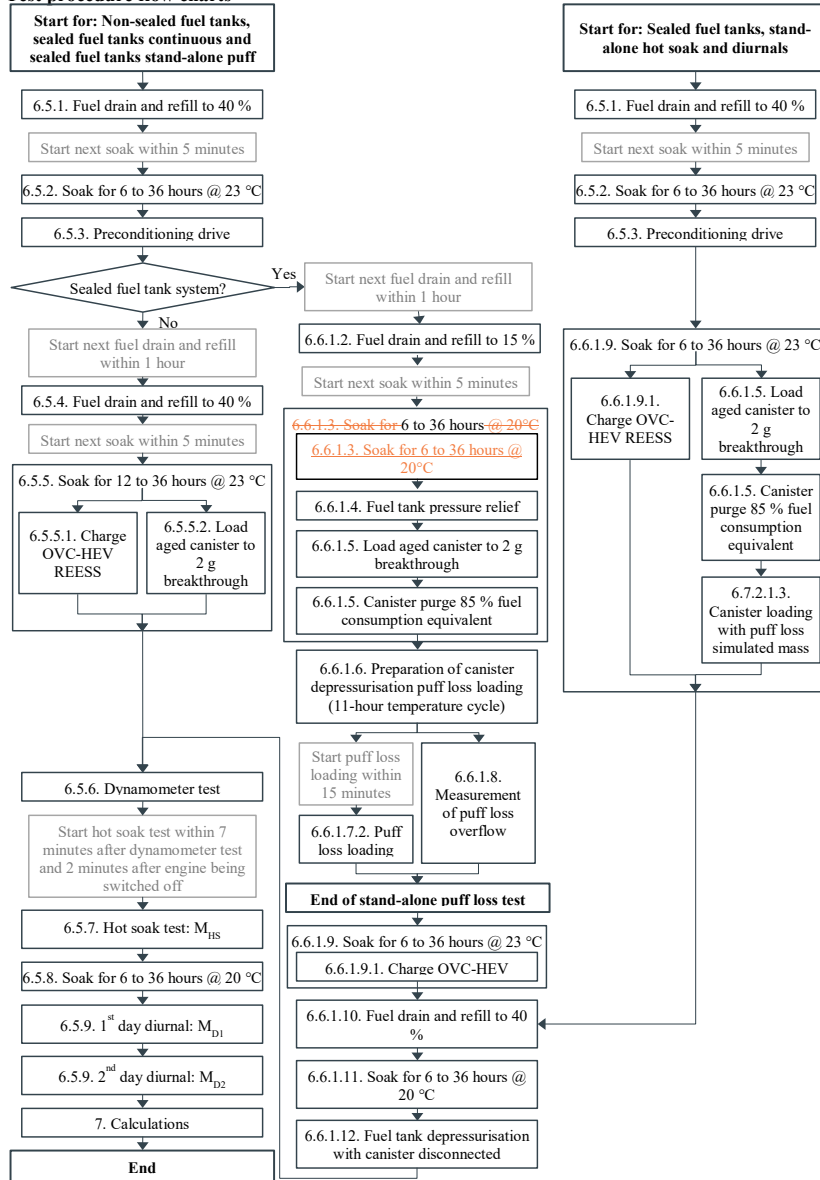 Test procedure flow charts
Start for: Non-sealed fuel tanks,
sealed fuel tanks continuous and
sealed fuel tanks stand-alone puff
6.5.1. Fuel drain and refill to 40 %
Start next soak within 5 minutes
6.5.2. Soak for 6 to 36 hours @ 23 °C
6.5.3. Preconditioning drive
Sealed fuel tank system?
Yes
No
Start next fuel drain and refill
within 1 hour
6.5.4. Fuel drain and refill to 40 %
Start next soak within 5 minutes
6.5.5. Soak for 12 to 36 hours @ 23 °C
6.5.5.1. Charge
OVC-HEV
REESS
6.5.5.2. Load
aged canister to
2 g
breakthrough
6.5.6. Dynamometer test
Start hot soak test within 7
minutes after dynamometer test
and 2 minutes after engine being
switched off
6.5.7. Hot soak test: M_HS
6.5.8. Soak for 6 to 36 hours @ 20 °C
6.5.9. 1st day diurnal: M_D1
6.5.9. 2nd day diurnal: M_D2
7. Calculations
End
Start next fuel drain and refill
within 1 hour
6.6.1.2. Fuel drain and refill to 15 %
Start next soak within 5 minutes
6.6.1.3. Soak for 6 to 36 hours @ 20°C
6.6.1.3. Soak for 6 to 36 hours @
20°C
6.6.1.4. Fuel tank pressure relief
6.6.1.5. Load aged canister to 2 g
breakthrough
6.6.1.5. Canister purge 85 % fuel
consumption equivalent
6.6.1.6. Preparation of canister
depressurisation puff loss loading
(11-hour temperature cycle)
Start puff loss
loading within
15 minutes
6.6.1.7.2. Puff
loss loading
6.6.1.8.
Measurement
of puff loss
overflow
End of stand-alone puff loss test
6.6.1.9. Soak for 6 to 36 hours @ 23 °C
6.6.1.9.1. Charge OVC-HEV
6.6.1.10. Fuel drain and refill to 40
%
6.6.1.11. Soak for 6 to 36 hours @
20 °C
6.6.1.12. Fuel tank depressurisation
with canister disconnected
Start for: Sealed fuel tanks, stand-
alone hot soak and diurnals
6.5.1. Fuel drain and refill to 40 %
Start next soak within 5 minutes
6.5.2. Soak for 6 to 36 hours @ 23 °C
6.5.3. Preconditioning drive
6.6.1.9. Soak for 6 to 36 hours @ 23 °C
6.6.1.9.1.
Charge OVC-
HEV REESS
6.6.1.5. Load
aged canister to
2 g
breakthrough
6.6.1.5. Canister
purge 85 % fuel
consumption
equivalent
6.7.2.1.3.
Canister loading
with puff loss
simulated mass